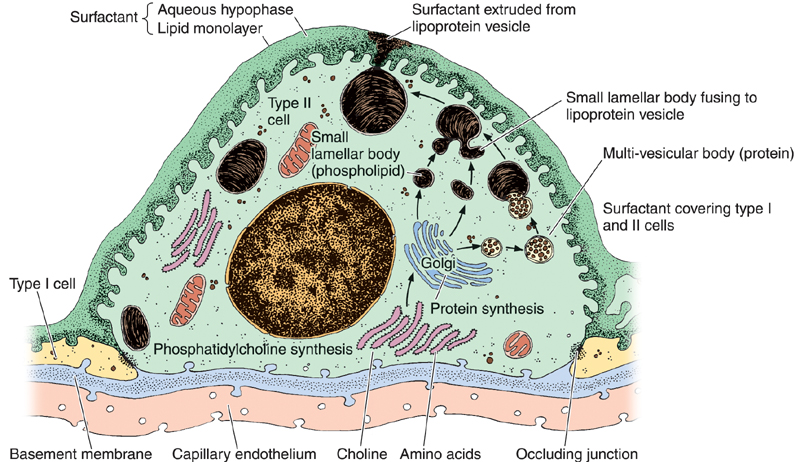 Surfactant
Aqueous hypophase
Lipid monolayer
Surfactant extruded from
lipoprotein vesicle
Type II
cell
Small
lamellar body
(phospholipid)
Small lamellar body fusing to
lipoprotein vesicle
Multi-vesicular body (protein)
Surfactant covering type I
and II cells
Golgi
Type I cell
Protein synthesis
Phosphatidylcholine synthesis
Basement membrane
Capillary endothelium
Choline
Amino acids
Occluding junction